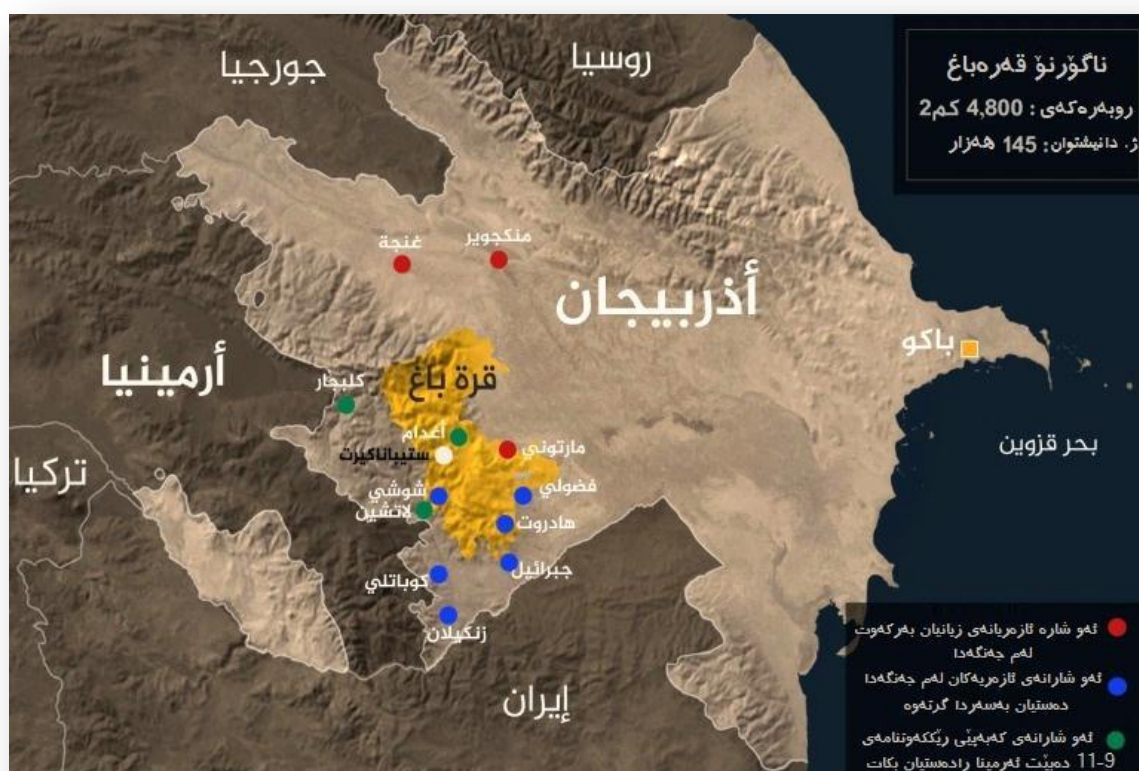 روسيا
جورجيا
ناگۆرنۆ قەرەباغ
روبەرەکەی : 4,800 کم2
ژ. دانیشتوان: 145 هەزار
منكجوير
غنجة
أذربيجان
باكو
أرمينيا
كلبجار
قرة باغ
أغدام
ستيباناكيرت
مارتوني
بحر قزوين
تركيا
شوشي
فضولي
لاتشين
هادروت
جبرائيل
كوباتلي
زنكيلان
إيران
ئەو شارە ئازەریانەی زیانیان بەرکەوت
لەم جەنگەدا
ئەو شارانەی ئازەریەکان لەم جەنگەدا
دەستیان بەسەردا گرتەوە
ئەو شارانەی کەبەپێی رێککەوتنامەی
11-9 دەبێت ئەرمینا رادەستیان بکات